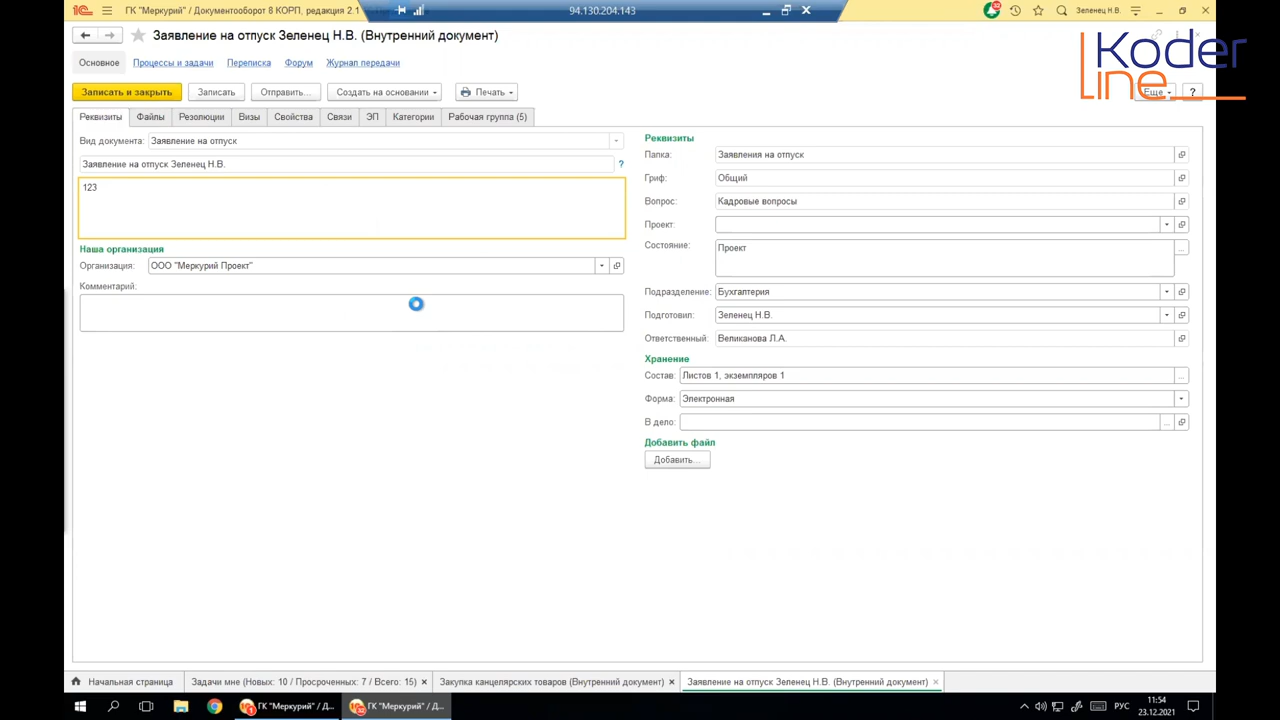 ГК "Меркурий" / Документооборот 8 КОРП, редакция 2.1
94.130.204.143
Зеленец Н.В.
Заявление на отпуск Зеленец Н.В. (Внутренний документ)
Koder
line
Основное Процессы и задачи Переписка Форум Журнал передачи
Записать и закрыть Записать Отправить... Создать на основании Печать Еще ?
Реквизиты Файлы Резолюции Визы Свойства Связи ЭП Категории Рабочая группа (5)
Вид документа: Заявление на отпуск
Заявление на отпуск Зеленец Н.В. ?
123
Наша организация
Организация: ООО "Меркурий Проект"
Комментарий:
Реквизиты
Папка: Заявления на отпуск
Гриф: Общий
Вопрос: Кадровые вопросы
Проект:
Состояние: Проект
Подразделение: Бухгалтерия
Подготовил: Зеленец Н.В.
Ответственный: Великанова Л.А.
Хранение
Состав: Листов 1, экземпляров 1
Форма: Электронная
В дело:
Добавить файл
Добавить...
Начальная страница Задачи мне (Новых: 10 / Просроченных: 7 / Всего: 15) Закупка канцелярских товаров (Внутренний документ) Заявление на отпуск Зеленец Н.В. (Внутренний документ)
ГК "Меркурий" / Д... ГК "Меркурий" / Д... РУС 11:54
23.12.2021